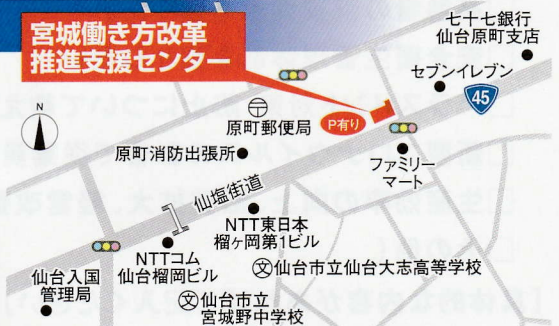 宮城働き方改革
推進支援センター
七十七銀行
仙台原町支店
セブンイレブン
45
N
原町郵便局
P有り
原町消防出張所
ファミリー
マート
仙塩街道
NTT東日本
榴ヶ岡第1ビル
NTTコム
仙台榴岡ビル
文仙台市立仙台大志高等学校
仙台入国
管理局
文仙台市立
宮城野中学校